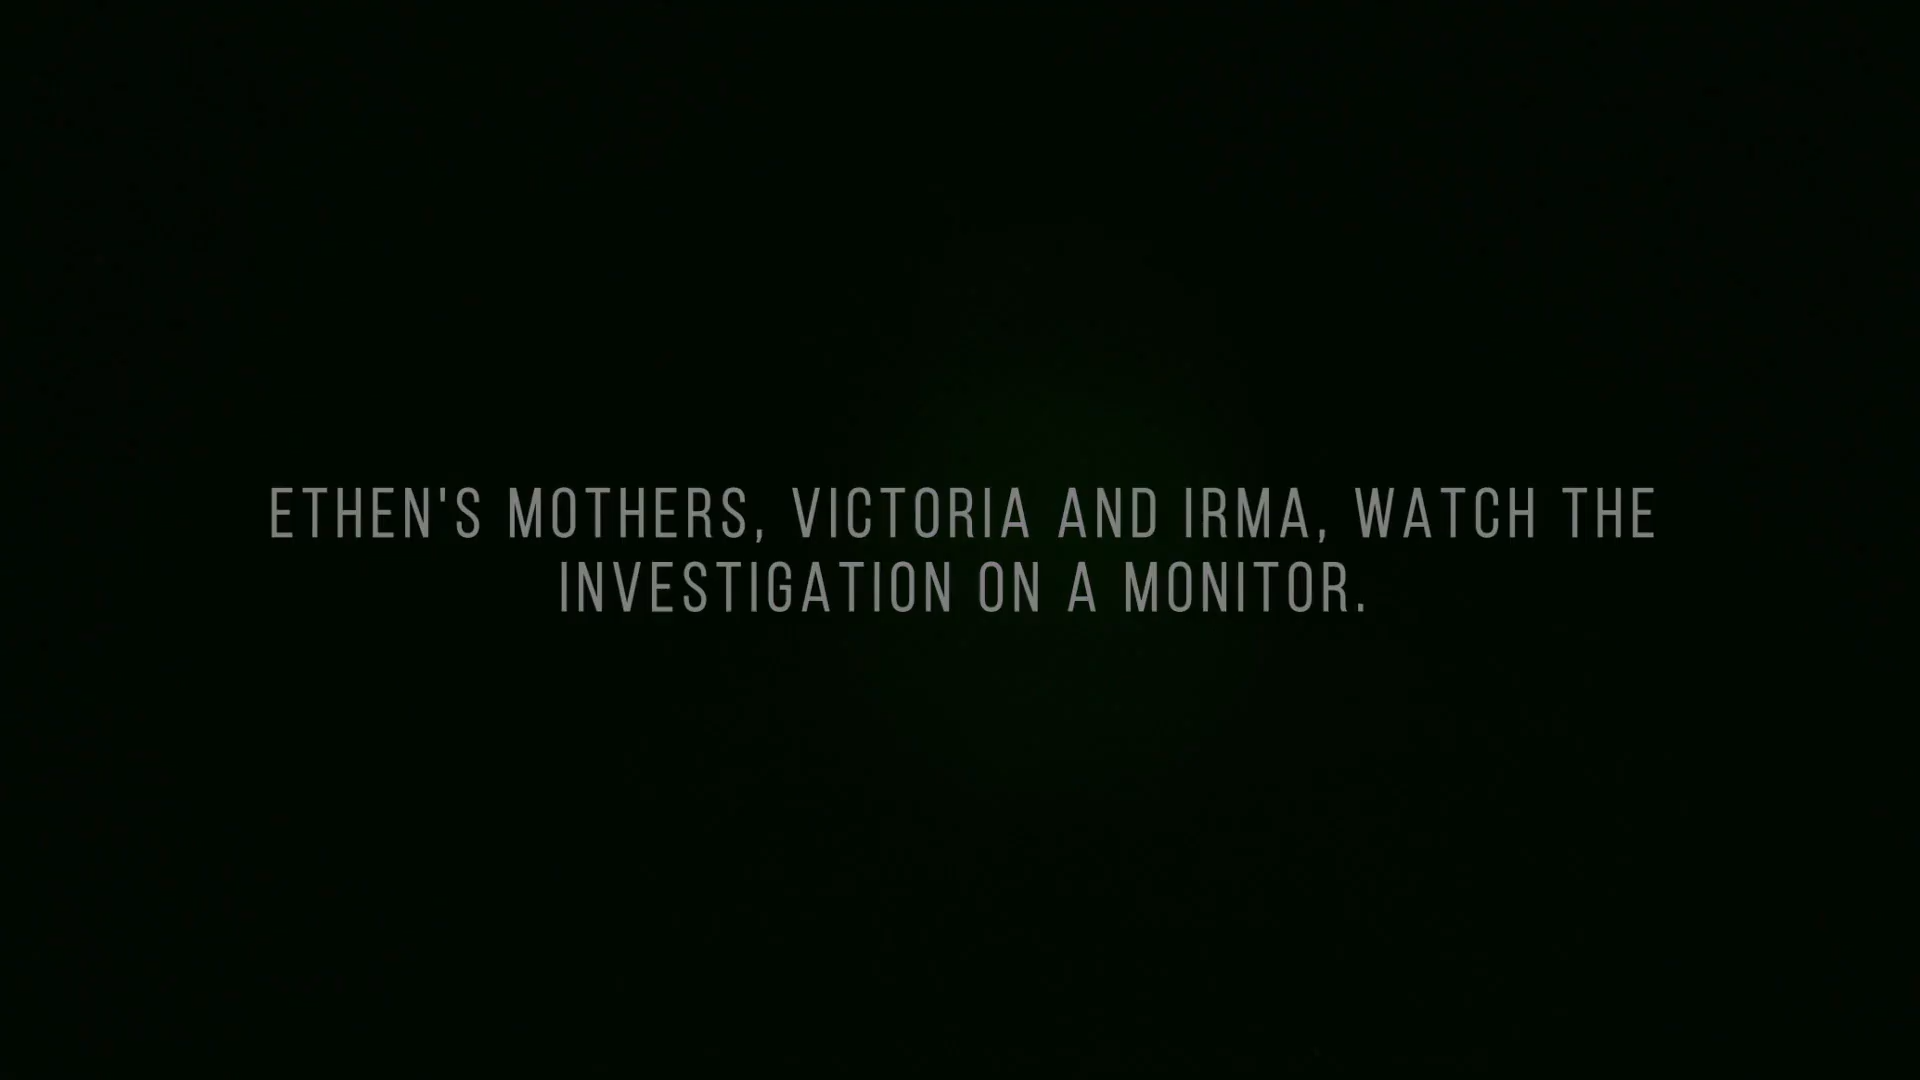 ETHEN'S MOTHERS, VICTORIA AND IRMA, WATCH THE
INVESTIGATION ON A MONITOR.